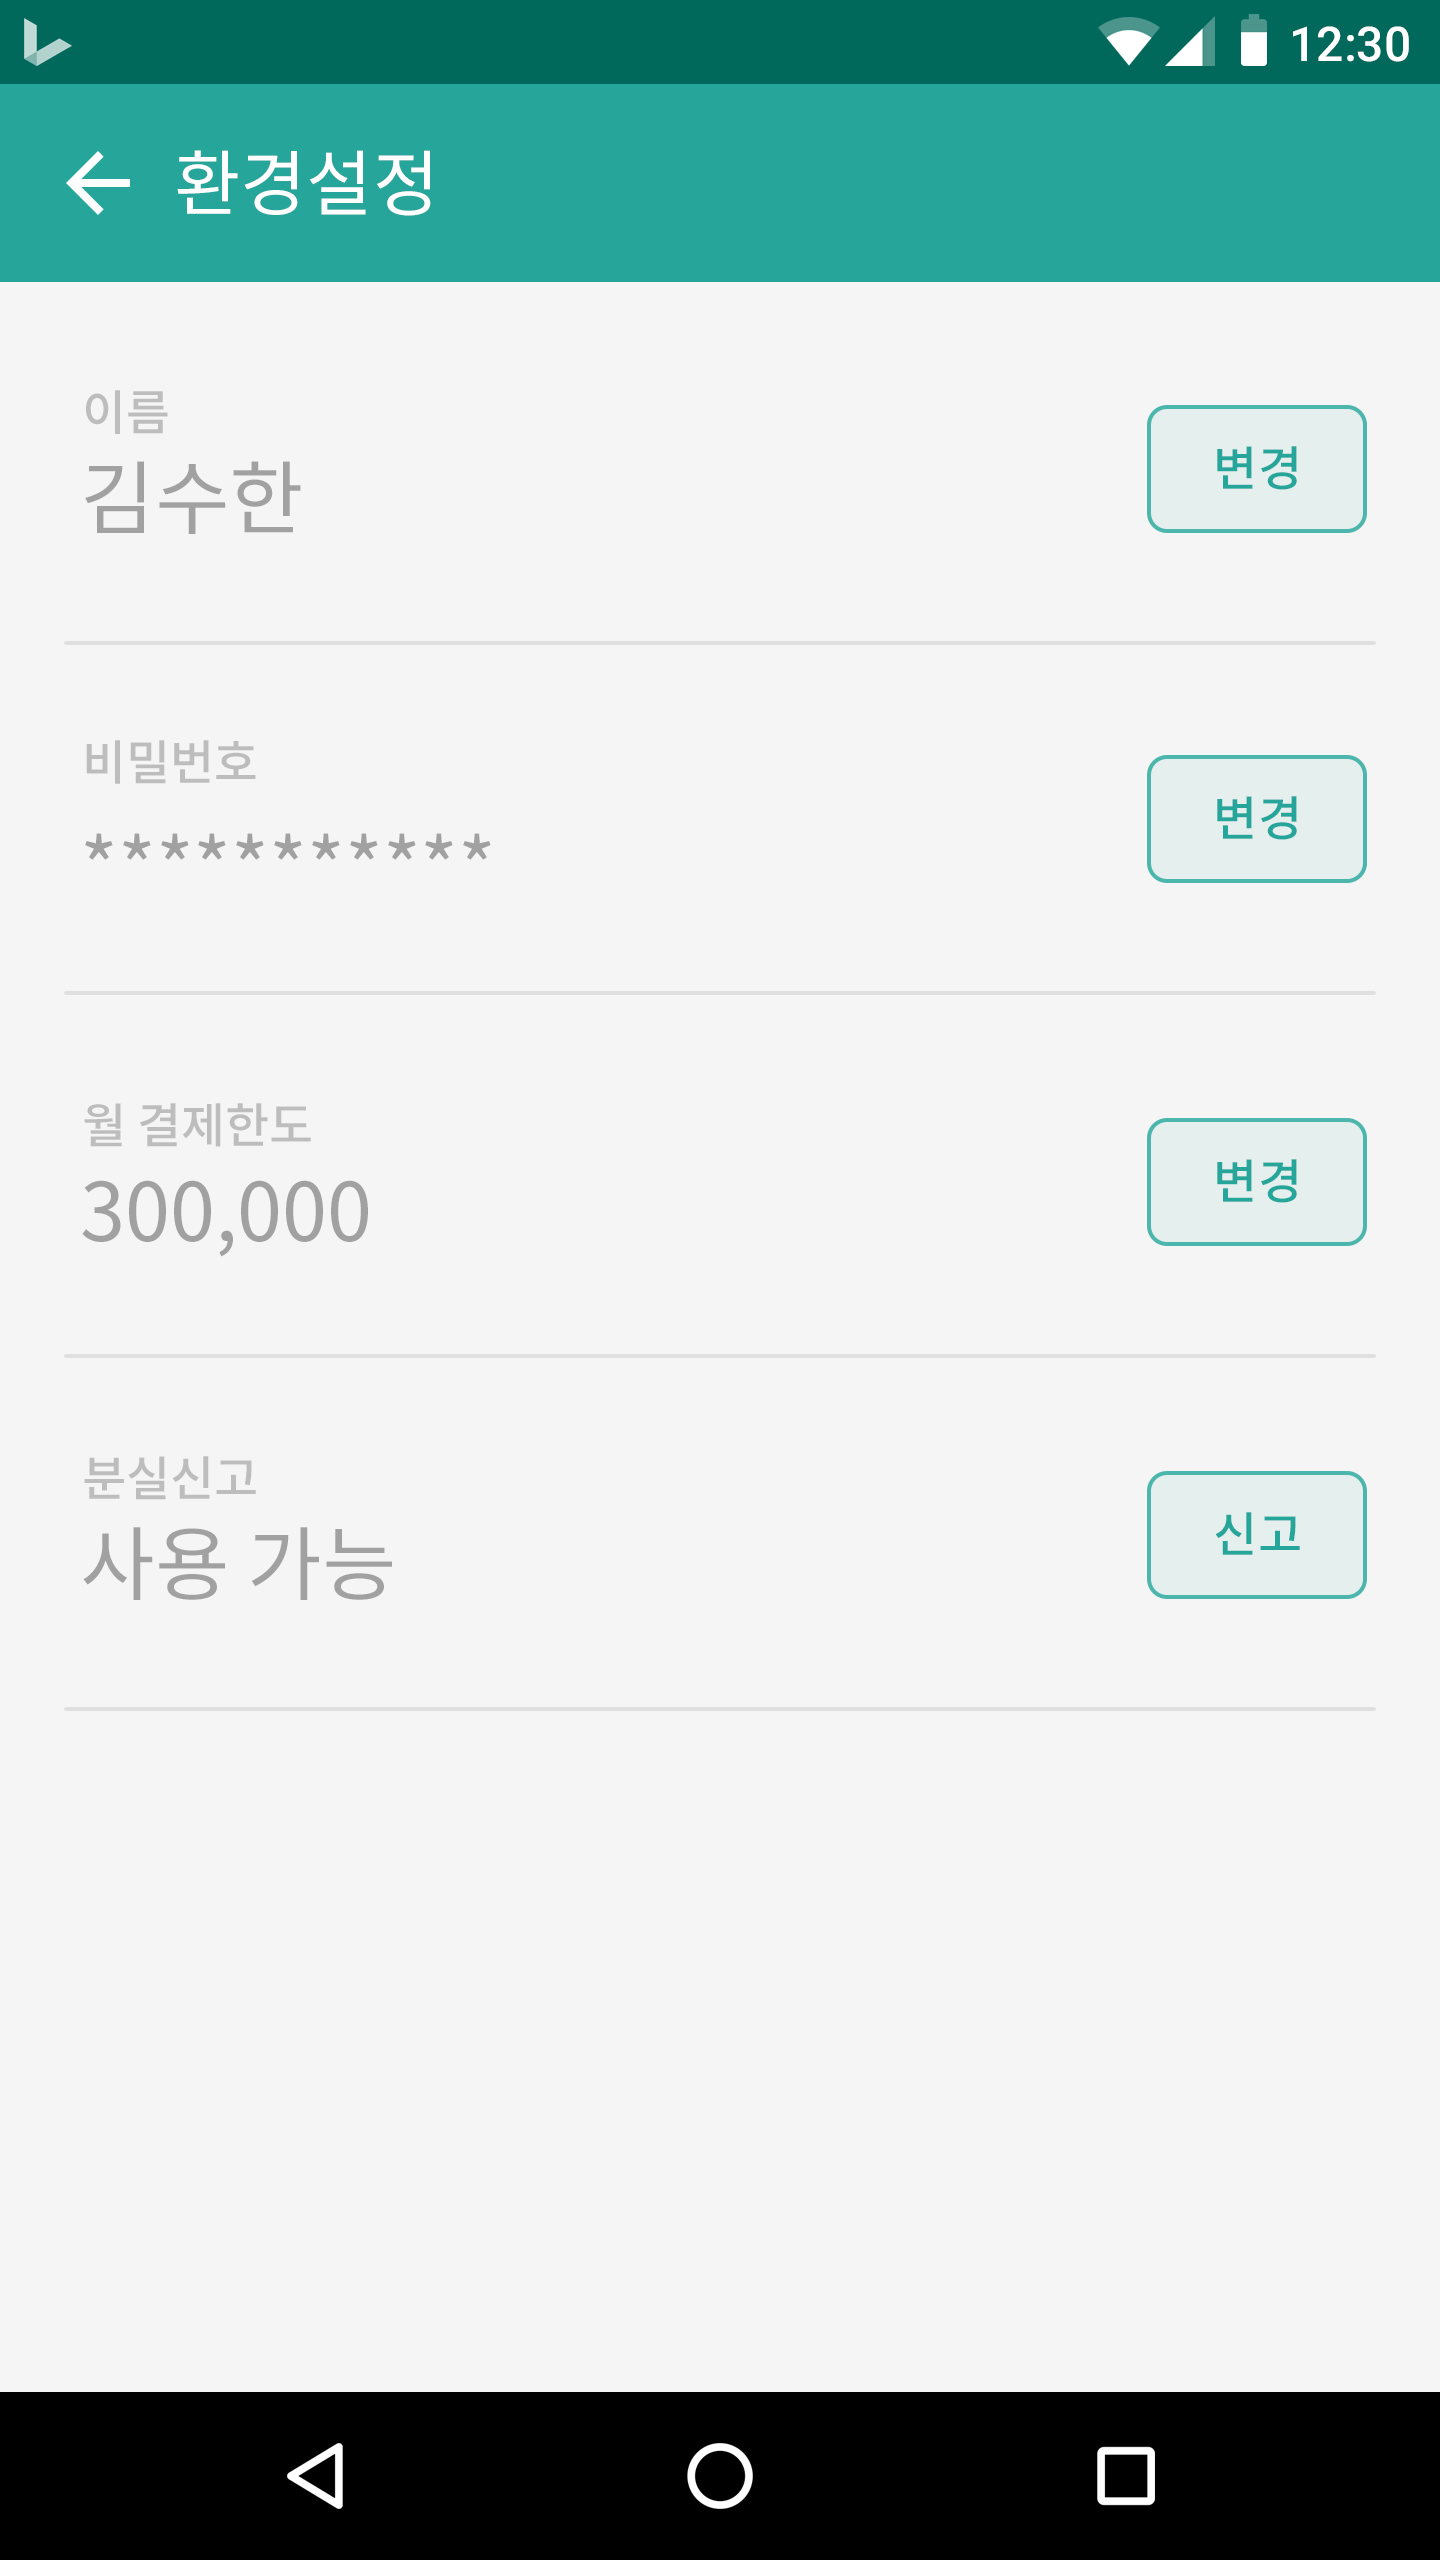 12:30
환경설정
이름
김수한
변경
비밀번호
***********
변경
월 결제한도
300,000
변경
분실신고
사용 가능
신고